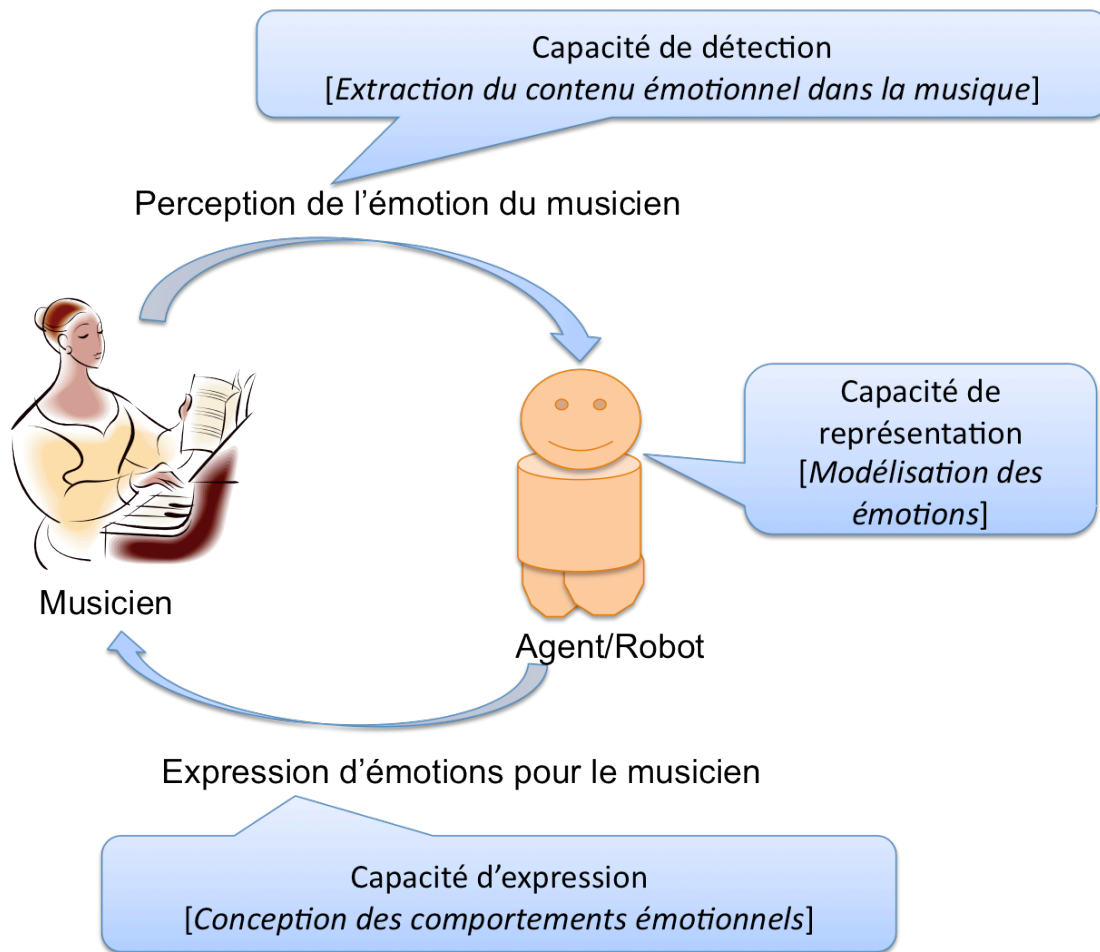 Capacité de détection
[Extraction du contenu émotionnel dans la musique]
Perception de l’émotion du musicien
Capacité de
représentation
[Modélisation des
émotions]
Musicien
Agent/Robot
Expression d’émotions pour le musicien
Capacité d’expression
[Conception des comportements émotionnels]